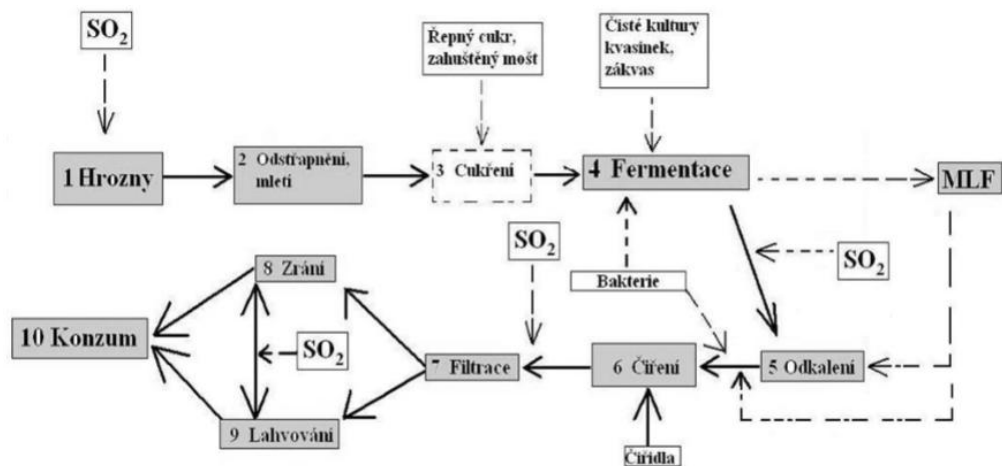 SO2
Řepný cukr,
zahuštěný mošt
Čisté kultury
kvasinek,
zákvas
1 Hrozny
2 Odstřapnění,
mletí
3 Cukření
4 Fermentace
MLF
SO2
SO2
8 Zrání
Bakterie
10 Konzum
SO2
7 Filtrace
6 Čiření
5 Odkalení
9 Lahvování
Čiřidla